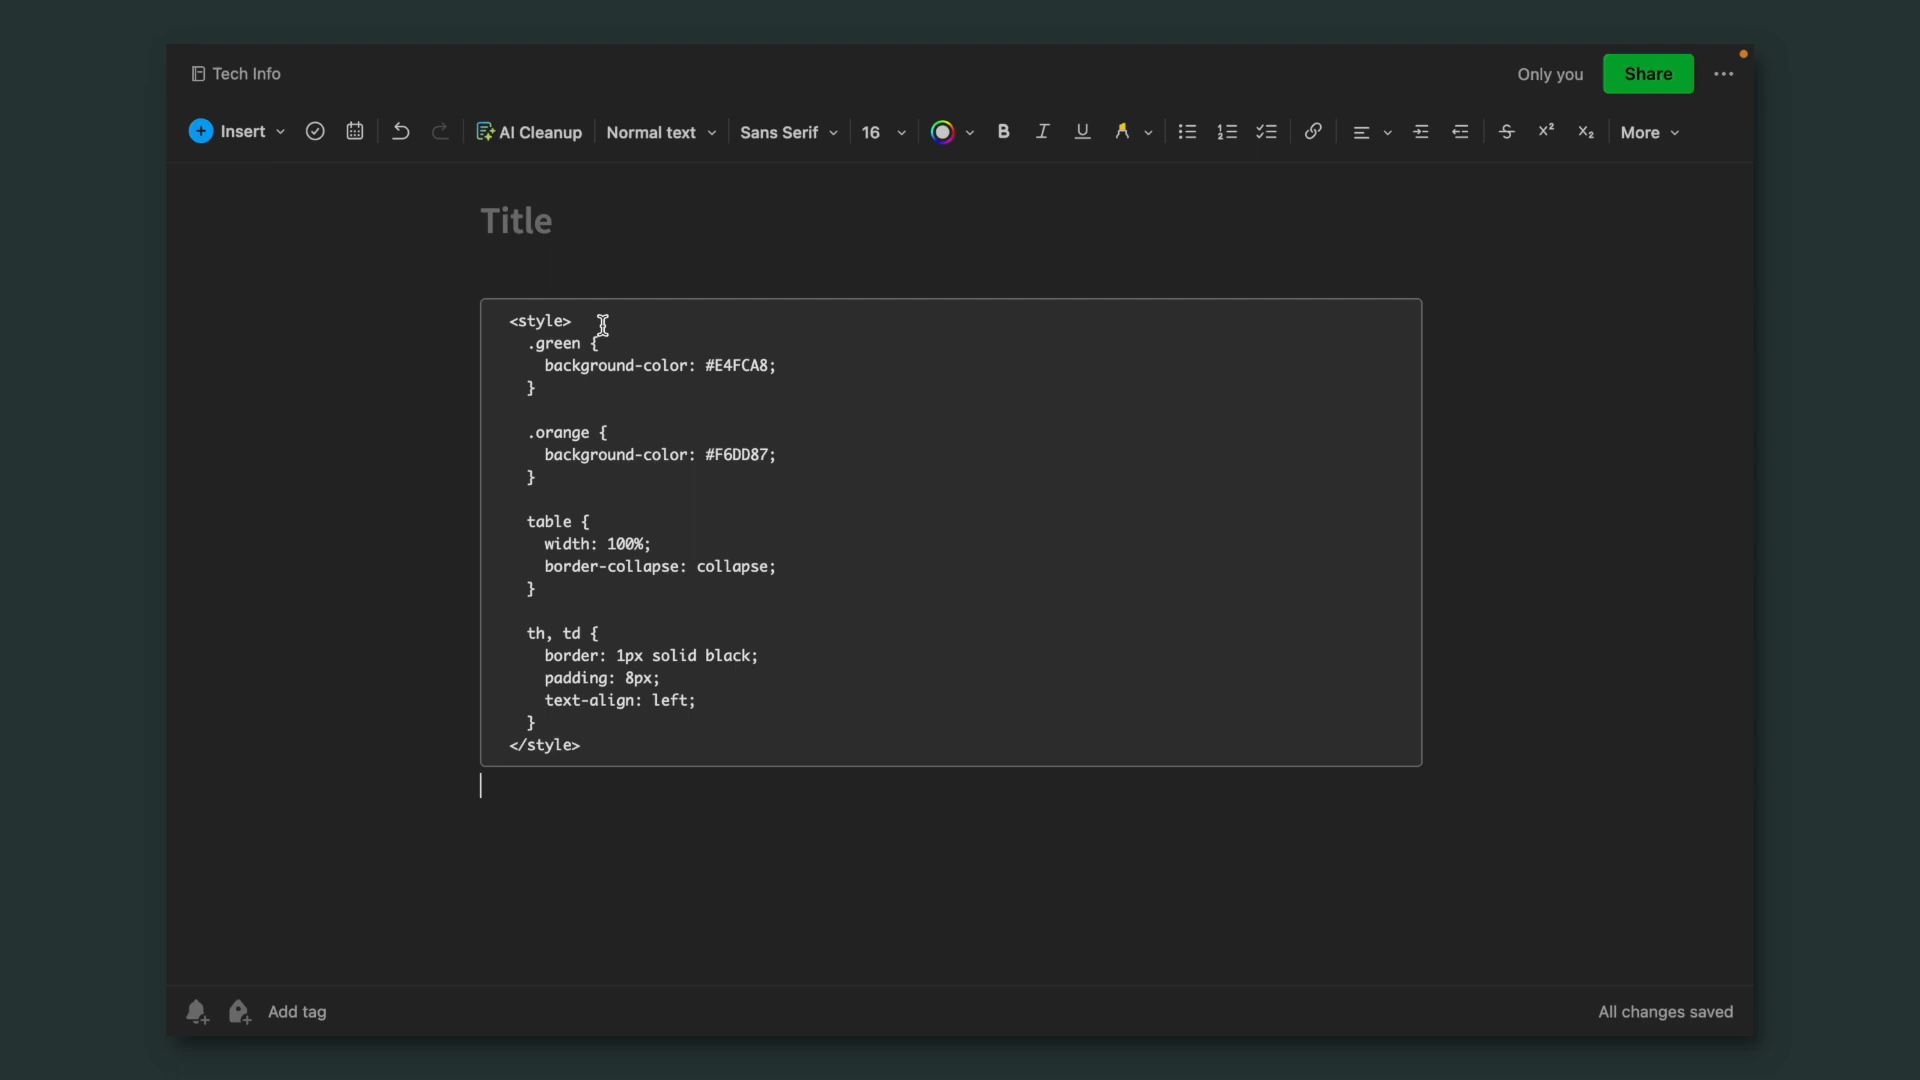 Tech Info
Only you
Share
Insert
AI Cleanup
Normal text
Sans Serif
16
More
Title
<style>
.green {
background-color: #E4FCA8;
}
.orange {
background-color: #F6DD87;
}
table {
width: 100%;
border-collapse: collapse;
}
th, td {
border: 1px solid black;
padding: 8px;
text-align: left;
}
</style>
Add tag
All changes saved